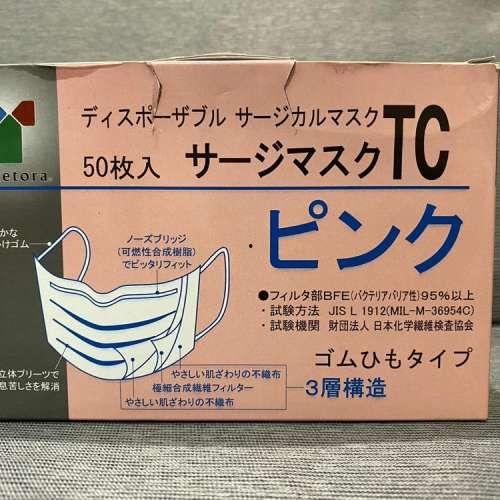 ディスポーザブル サージカルマスク
50枚入 サージマスクTC
ピンク
etora
かな
けゴム
ノーズブリッジ
(可燃性合成樹脂)
でピッタリフィット
●フィルタ部BFE(バクテリアバリア性)95%以上
・試験方法 JIS L 1912(MIL-M-36954C)
・試験機関 財団法人 日本化学繊維検査協会
立体プリーツで
息苦しさを解消
やさしい肌ざわりの不織布
極細合成繊維フィルター
やさしい肌ざわりの不織布
ゴムひもタイプ
3層構造